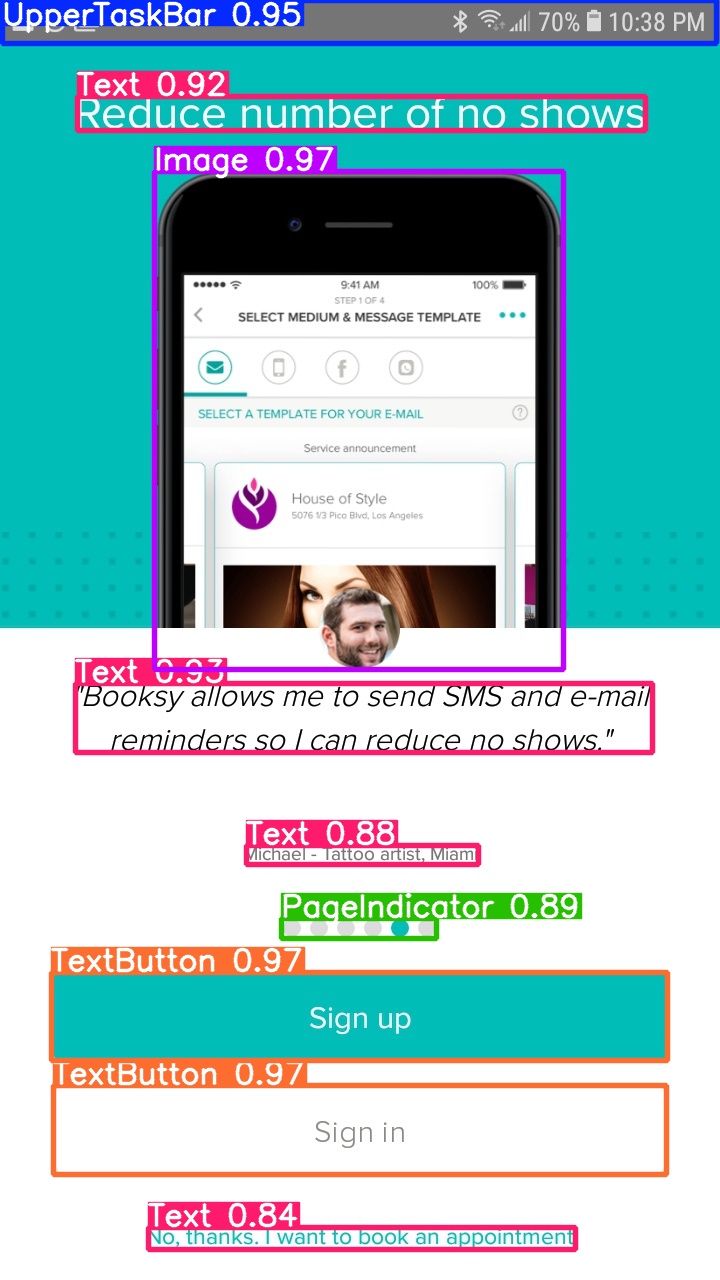 UpperTaskBar 0.95
70% 10:38 PM
Text 0.92
Reduce number of no shows
Image 0.97
9:41 AM 100%
STEP 1 OF 4
SELECT MEDIUM & MESSAGE TEMPLATE
SELECT A TEMPLATE FOR YOUR E-MAIL ?
Service announcement
House of Style
5076 1/3 Pico Blvd, Los Angeles
Text 0.93
"Booksy allows me to send SMS and e-mail
reminders so I can reduce no shows."
Text 0.88
Michael - Tattoo artist, Miami
PageIndicator 0.89
TextButton 0.97
Sign up
TextButton 0.97
Sign in
Text 0.84
No, thanks. I want to book an appointment